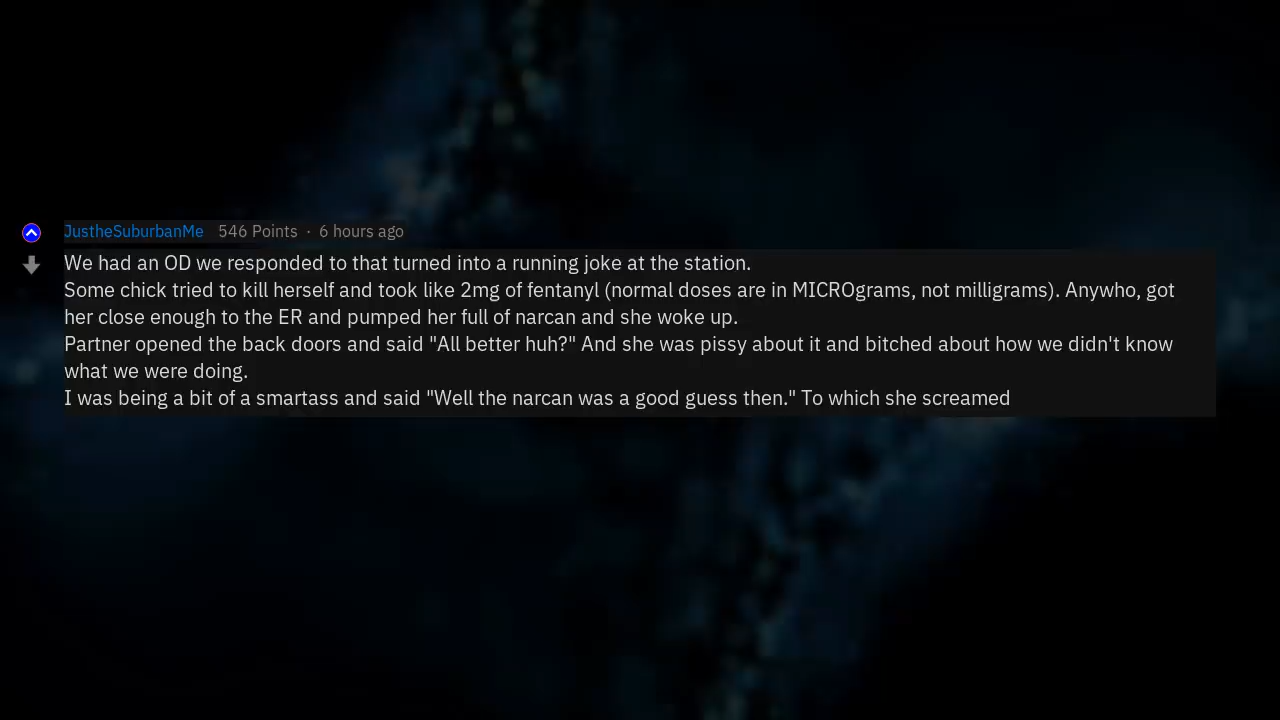 JustheSuburbanMe 546 Points · 6 hours ago
We had an OD we responded to that turned into a running joke at the station.
Some chick tried to kill herself and took like 2mg of fentanyl (normal doses are in MICROgrams, not milligrams). Anywho, got
her close enough to the ER and pumped her full of narcan and she woke up.
Partner opened the back doors and said "All better huh?" And she was pissy about it and bitched about how we didn't know
what we were doing.
I was being a bit of a smartass and said "Well the narcan was a good guess then." To which she screamed